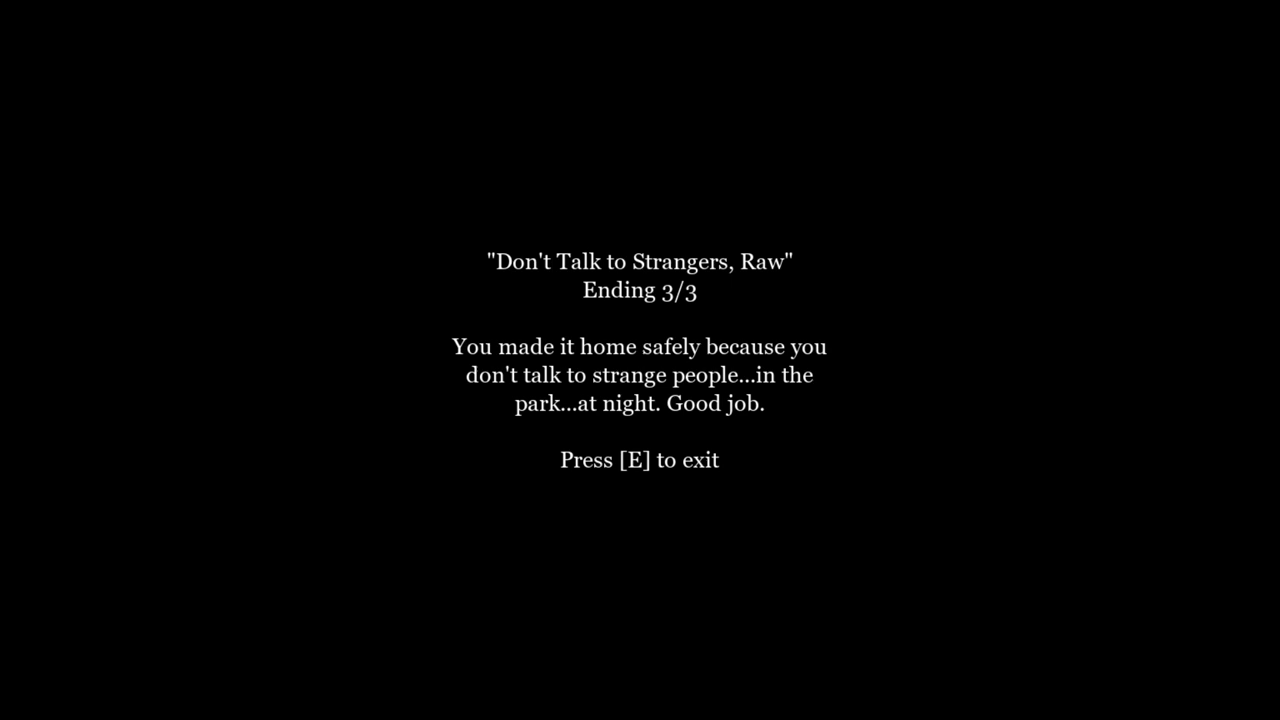 "Don't Talk to Strangers, Raw"
Ending 3/3
You made it home safely because you
don't talk to strange people...in the
park...at night. Good job.
Press [E] to exit